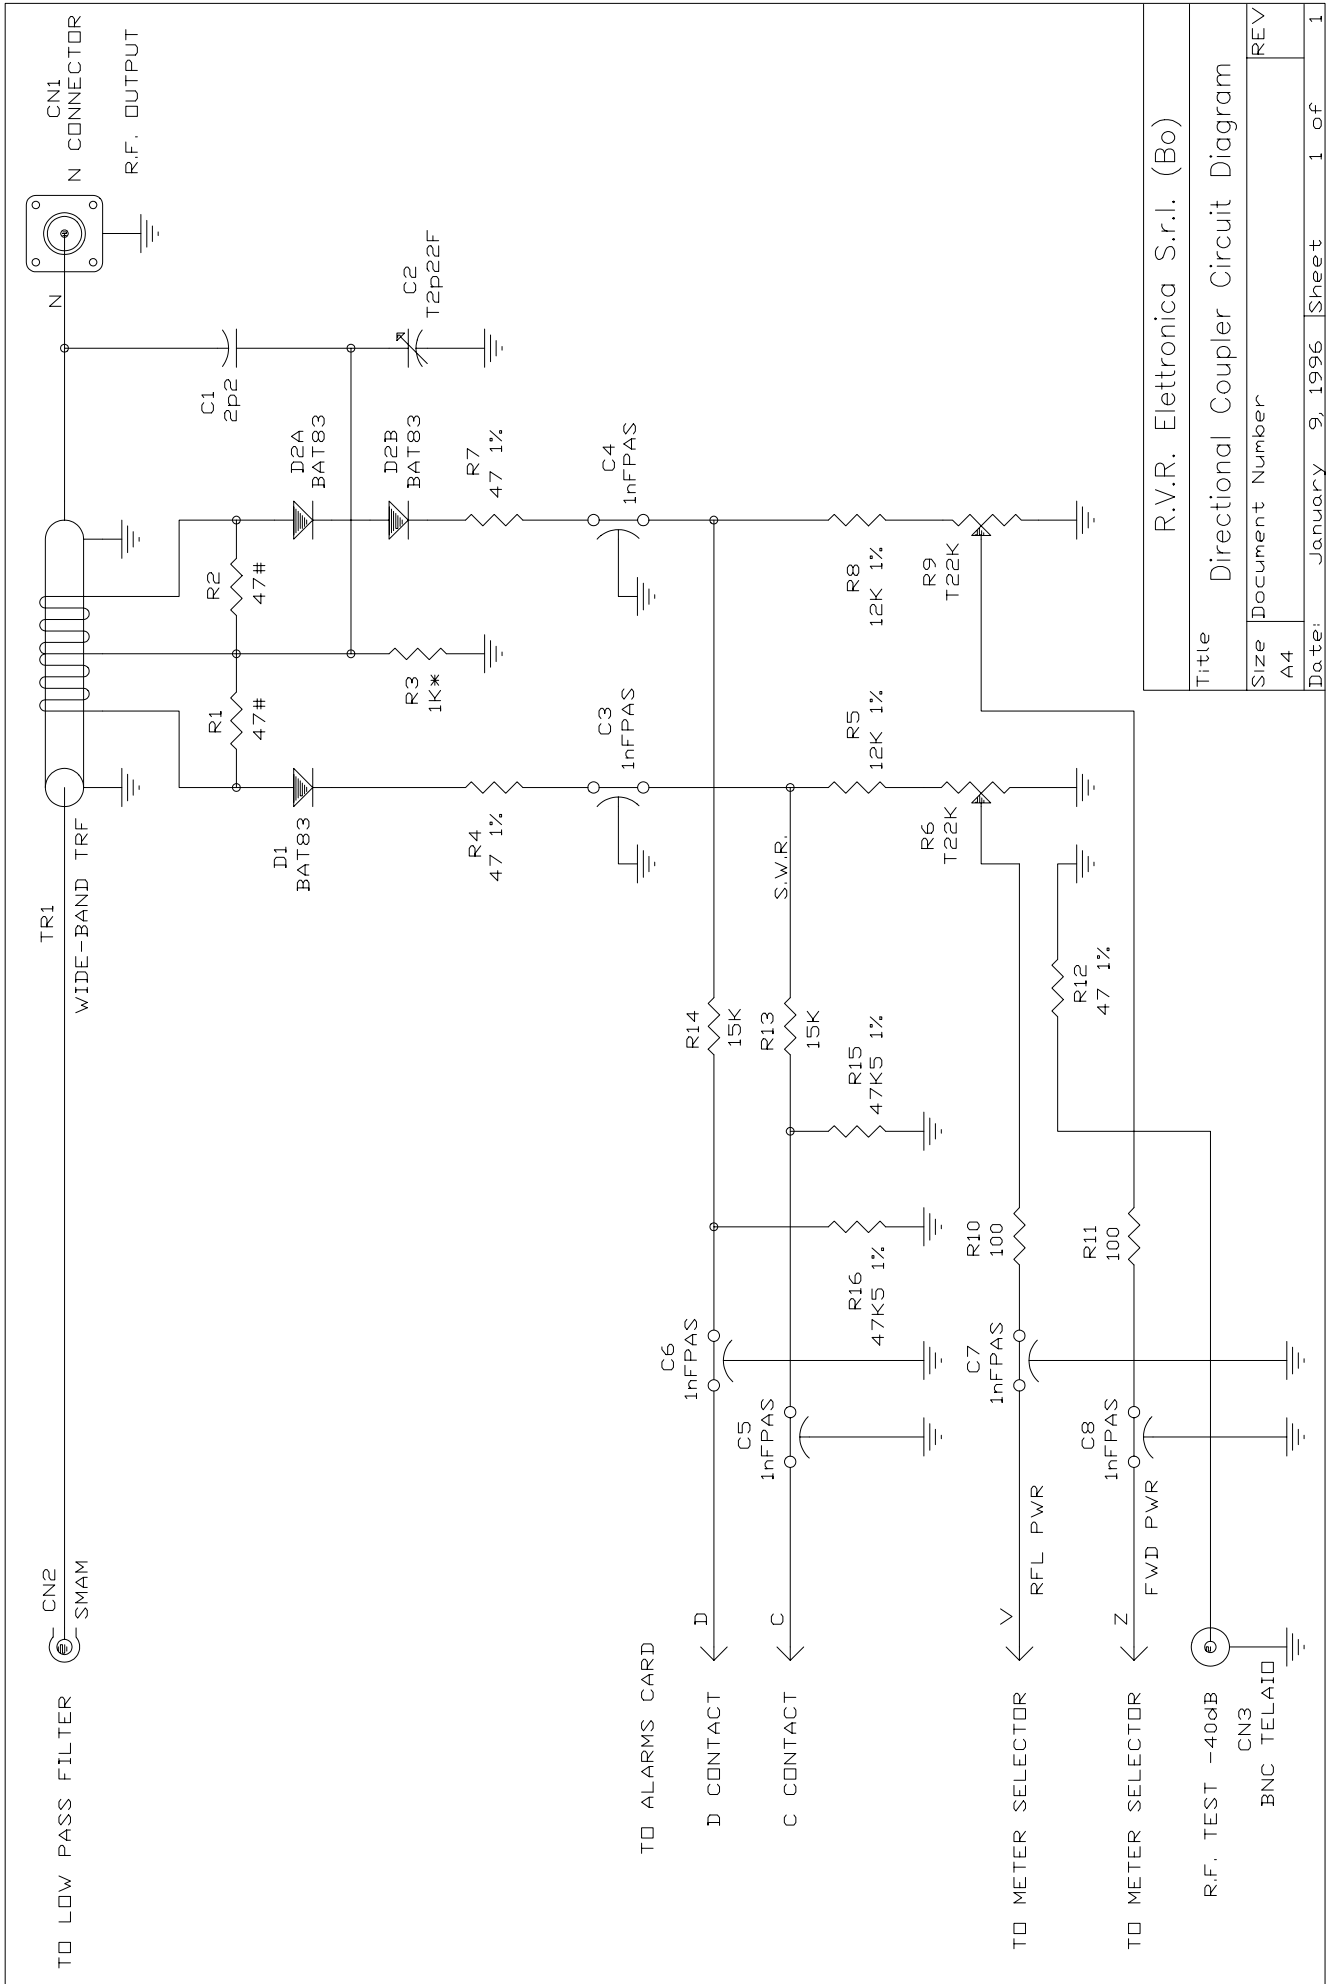 TO LOW PASS FILTER
CN2
SMAM
TR1
WIDE-BAND TRF
N
CN1
N CONNECTOR
R.F. OUTPUT
R1
47#
R2
47#
C1
2p2
D1
BAT83
D2A
BAT83
D2B
BAT83
R3
1K*
C2
T2p22F
R4
47 1%
R7
47 1%
C3
1nFPAS
C4
1nFPAS
TO ALARMS CARD
D CONTACT
D
C6
1nFPAS
R14
15K
C CONTACT
C
C5
1nFPAS
R13
15K
S.W.R.
R16
47K5 1%
R15
47K5 1%
R5
12K 1%
R8
12K 1%
R6
T22K
R9
T22K
TO METER SELECTOR
V
RFL PWR
C7
1nFPAS
R10
100
R12
47 1%
TO METER SELECTOR
Z
FWD PWR
C8
1nFPAS
R11
100
R.F. TEST -40dB
CN3
BNC TELAIO
R.V.R. Elettronica S.r.l. (Bo)
Title
Directional Coupler Circuit Diagram
Size Document Number REV
A4
Date: January 9, 1996 Sheet 1 of 1